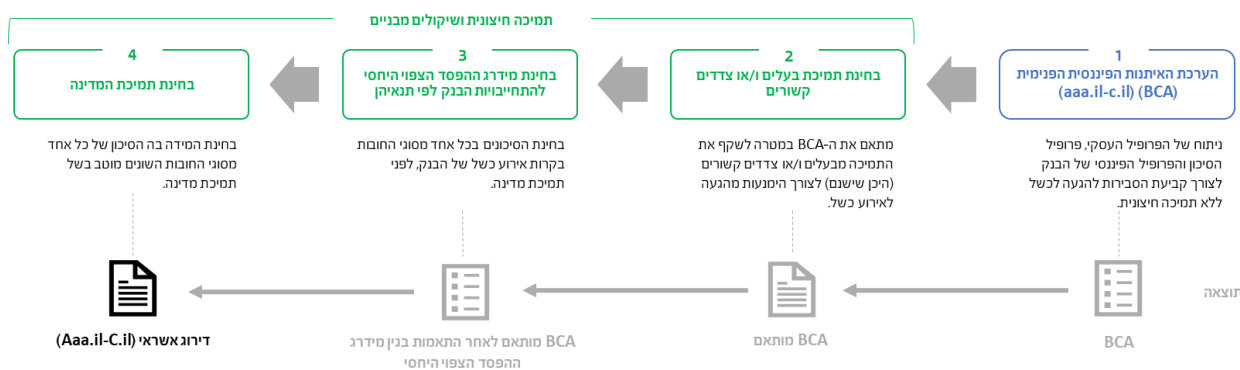 תמיכה חיצונית ושיקולים מבניים
1
הערכת האיתנות הפיננסית הפנימית
(BCA) (aaa.il-c.il)
ניתוח של הפרופיל העסקי, פרופיל
הסיכון והפרופיל הפיננסי של הבנק
לצורך קביעת הסבירות להגעה לכשל
ללא תמיכה חיצונית.
2
בחינת תמיכת בעלים ו/או צדדים
קשורים
מתאם את ה-BCA במטרה לשקף את
התמיכה מבעלים ו/או צדדים קשורים
(היכן שישנם) לצורך הימנעות מהגעה
לאירוע כשל.
3
בחינת מידרג ההפסד הצפוי היחסי
להתחייבויות הבנק לפי תנאיהן
בחינת הסיכונים בכל אחד מסוגי החובות
בקרות אירוע כשל של הבנק, לפני
תמיכת מדינה.
4
בחינת תמיכת המדינה
בחינת המידה בה הסיכון של כל אחד
מסוגי החובות השונים מוטב בשל
תמיכת מדינה.
תוצאה
BCA
BCA מותאם
BCA מותאם לאחר התאמות בגין מידרג
ההפסד הצפוי היחסי
דירוג אשראי (Aaa.il-C.il)